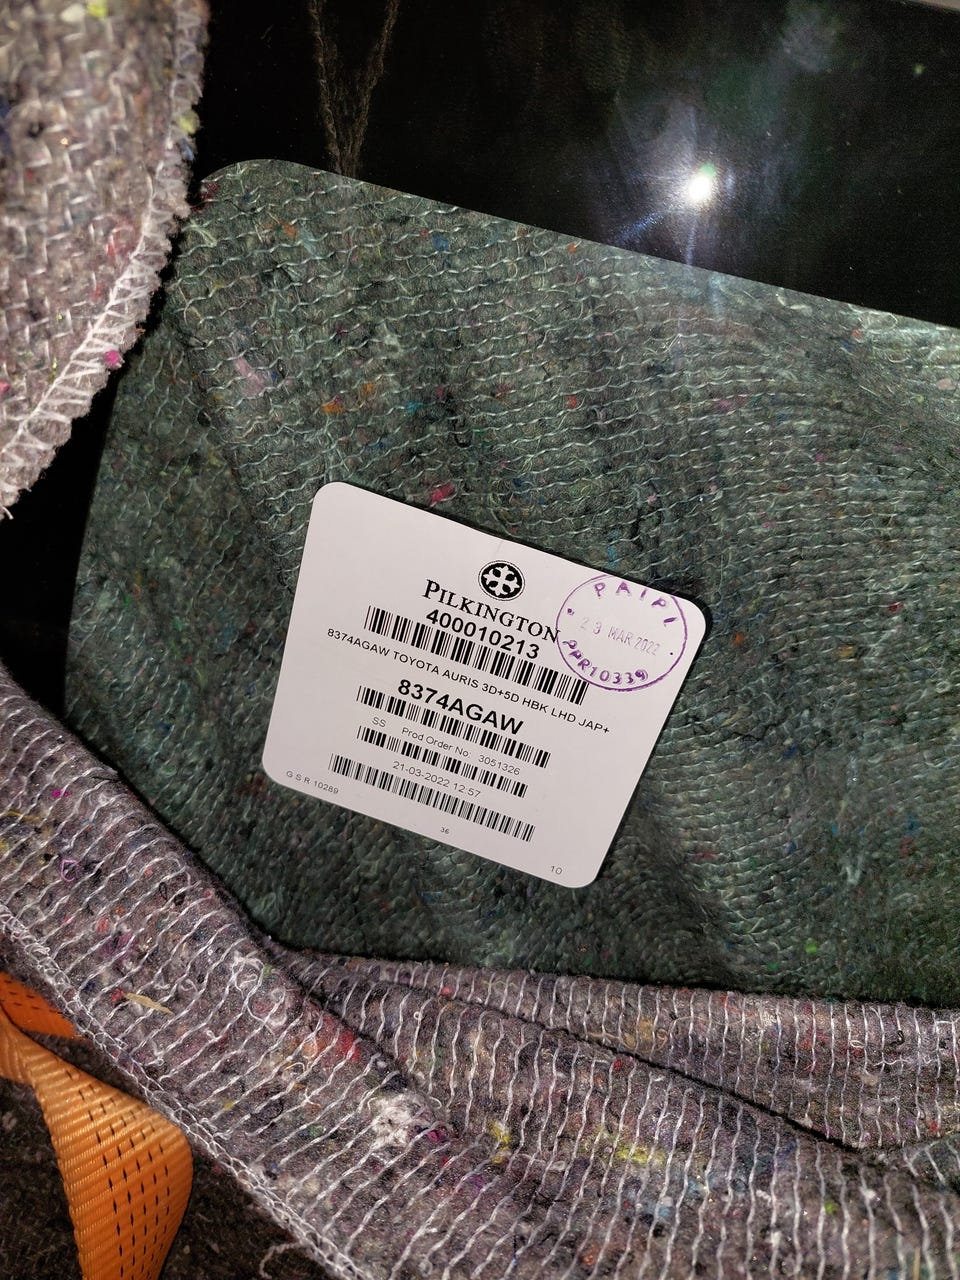 PILKINGTON
400010213
8374AGAW TOYOTA AURIS 3D+5D HBK LHD JAP+
8374AGAW
SS Prod Order No: 3051326
21-03-2022 12:57
G S R 10289
36
10
PAIPI
29 MAR 2022
PPR10339